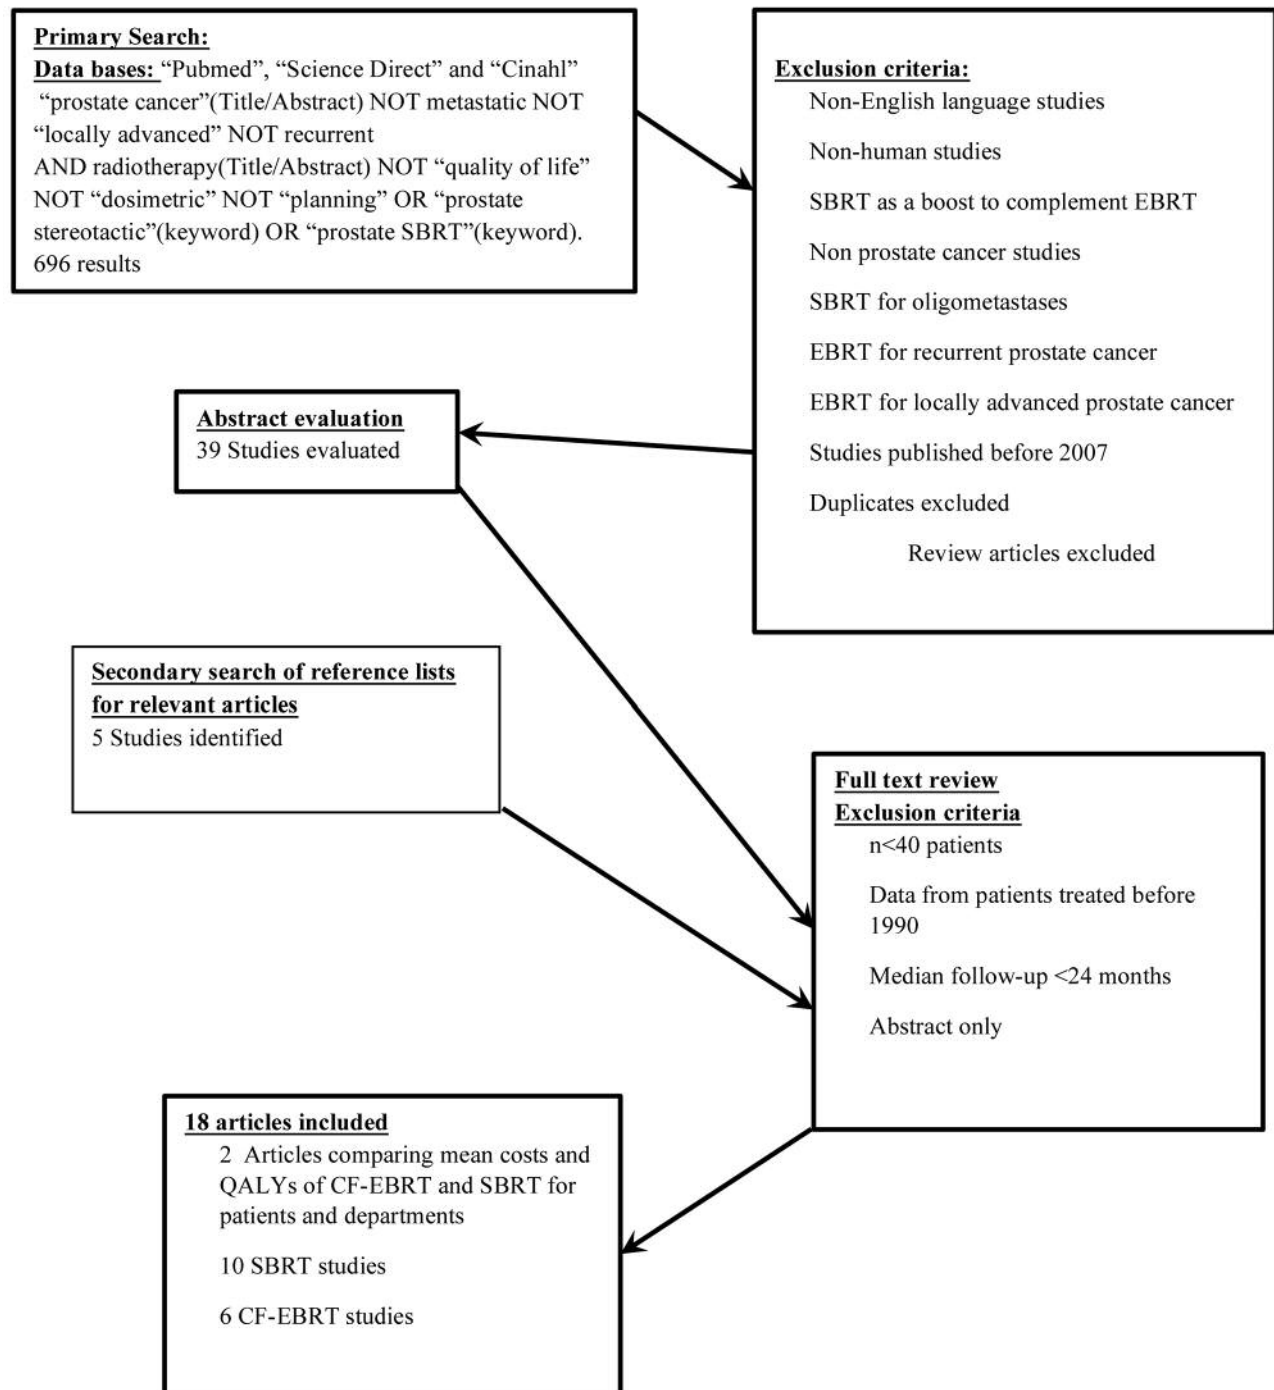 Primary Search:
Data bases: “Pubmed”, “Science Direct” and “Cinahl”
“prostate cancer”(Title/Abstract) NOT metastatic NOT
“locally advanced” NOT recurrent
AND radiotherapy(Title/Abstract) NOT “quality of life”
NOT “dosimetric” NOT “planning” OR “prostate
stereotactic”(keyword) OR “prostate SBRT”(keyword).
696 results
Exclusion criteria:
Non-English language studies
Non-human studies
SBRT as a boost to complement EBRT
Non prostate cancer studies
SBRT for oligometastases
EBRT for recurrent prostate cancer
EBRT for locally advanced prostate cancer
Studies published before 2007
Duplicates excluded
Review articles excluded
Abstract evaluation
39 Studies evaluated
Secondary search of reference lists
for relevant articles
5 Studies identified
Full text review
Exclusion criteria
n<40 patients
Data from patients treated before
1990
Median follow-up <24 months
Abstract only
18 articles included
2 Articles comparing mean costs and
QALYs of CF-EBRT and SBRT for
patients and departments
10 SBRT studies
6 CF-EBRT studies